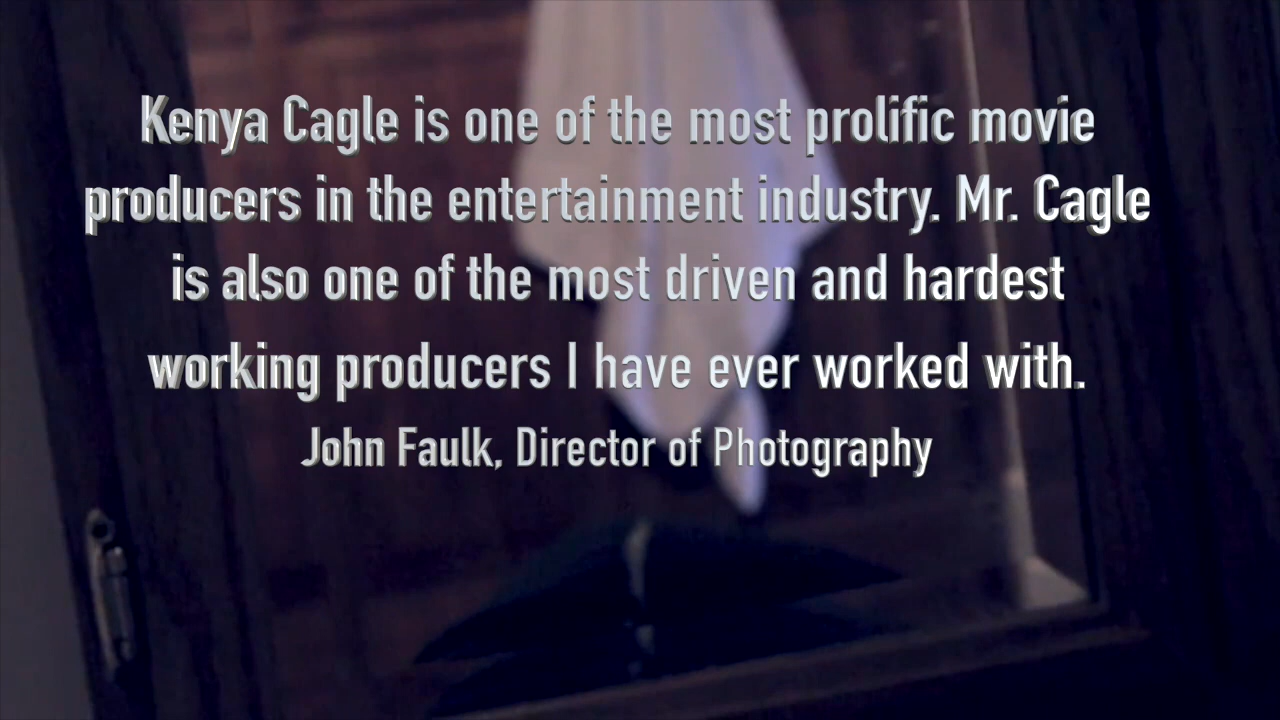 Kenya Cagle is one of the most prolific movie
producers in the entertainment industry. Mr. Cagle
is also one of the most driven and hardest
working producers I have ever worked with.
John Faulk, Director of Photography